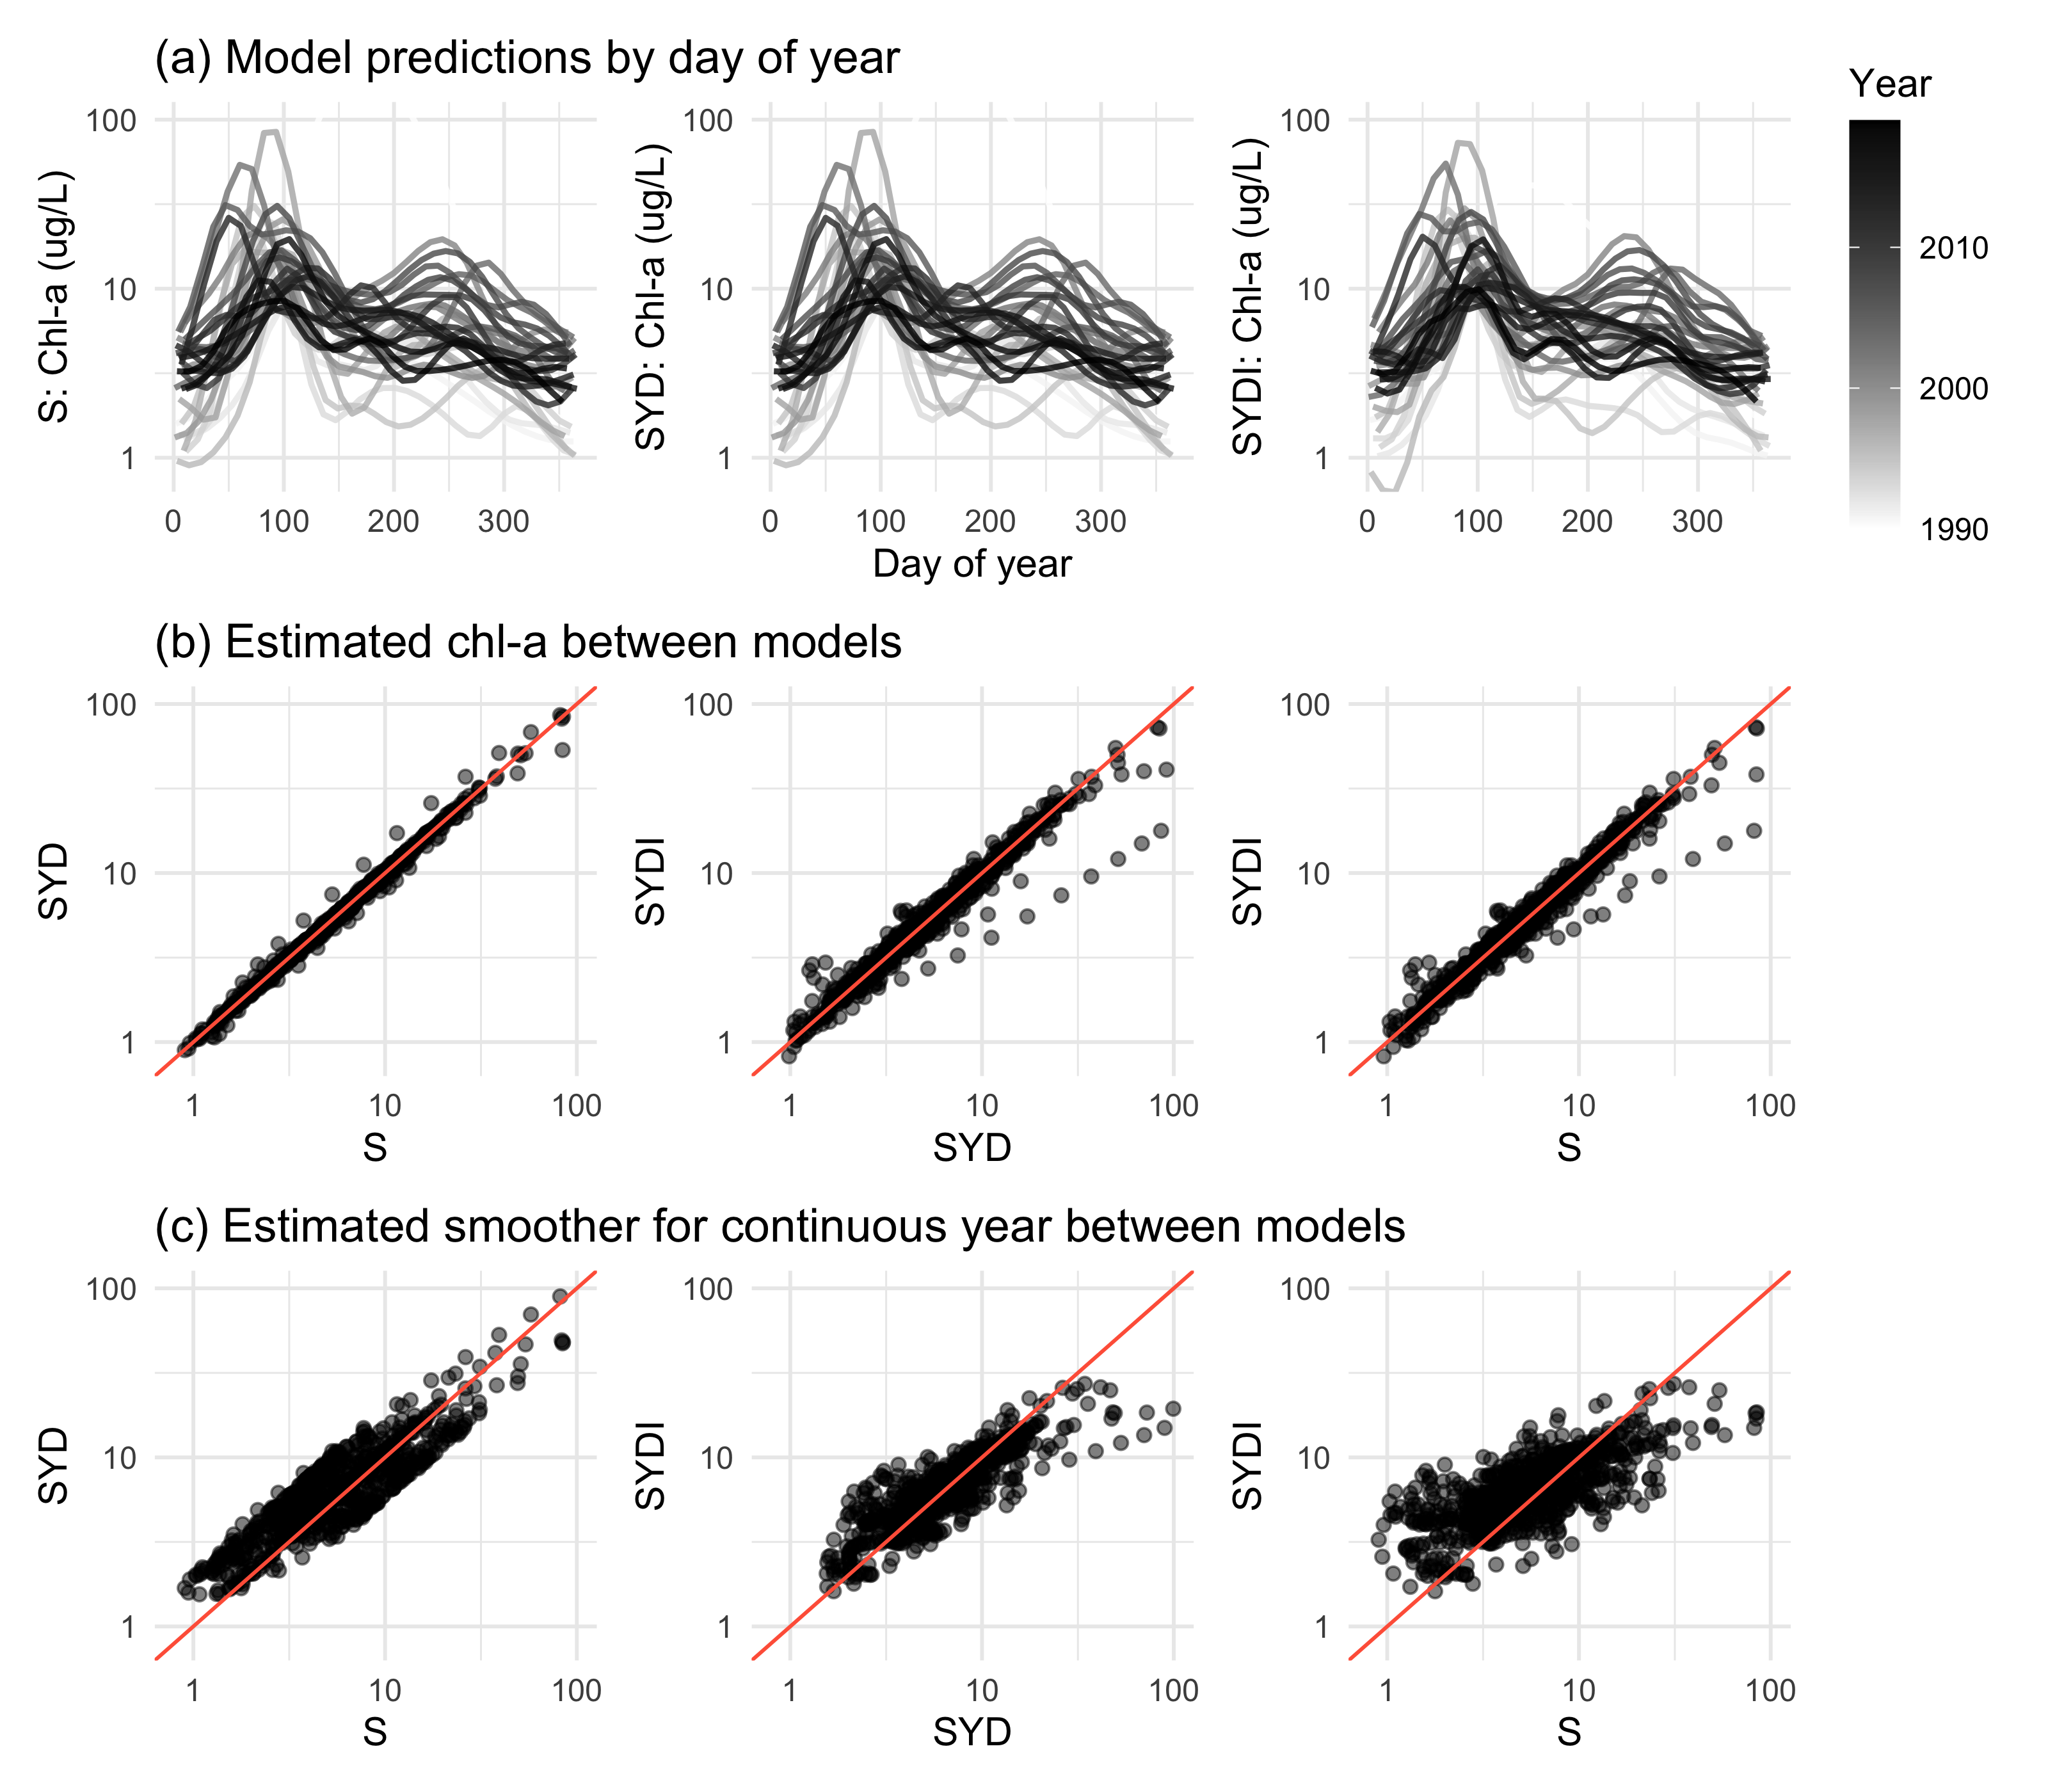 (a) Model predictions by day of year
Year
S: Chl-a (ug/L)
100
10
1
0 100 200 300
SYD: Chl-a (ug/L)
100
10
1
0 100 200 300
SYDI: Chl-a (ug/L)
100
10
1
0 100 200 300
Day of year
2010
2000
1990
(b) Estimated chl-a between models
SYD
100
10
1
1 10 100
S
SYDI
100
10
1
1 10 100
SYD
SYDI
100
10
1
1 10 100
S
(c) Estimated smoother for continuous year between models
SYD
100
10
1
1 10 100
S
SYDI
100
10
1
1 10 100
SYD
SYDI
100
10
1
1 10 100
S